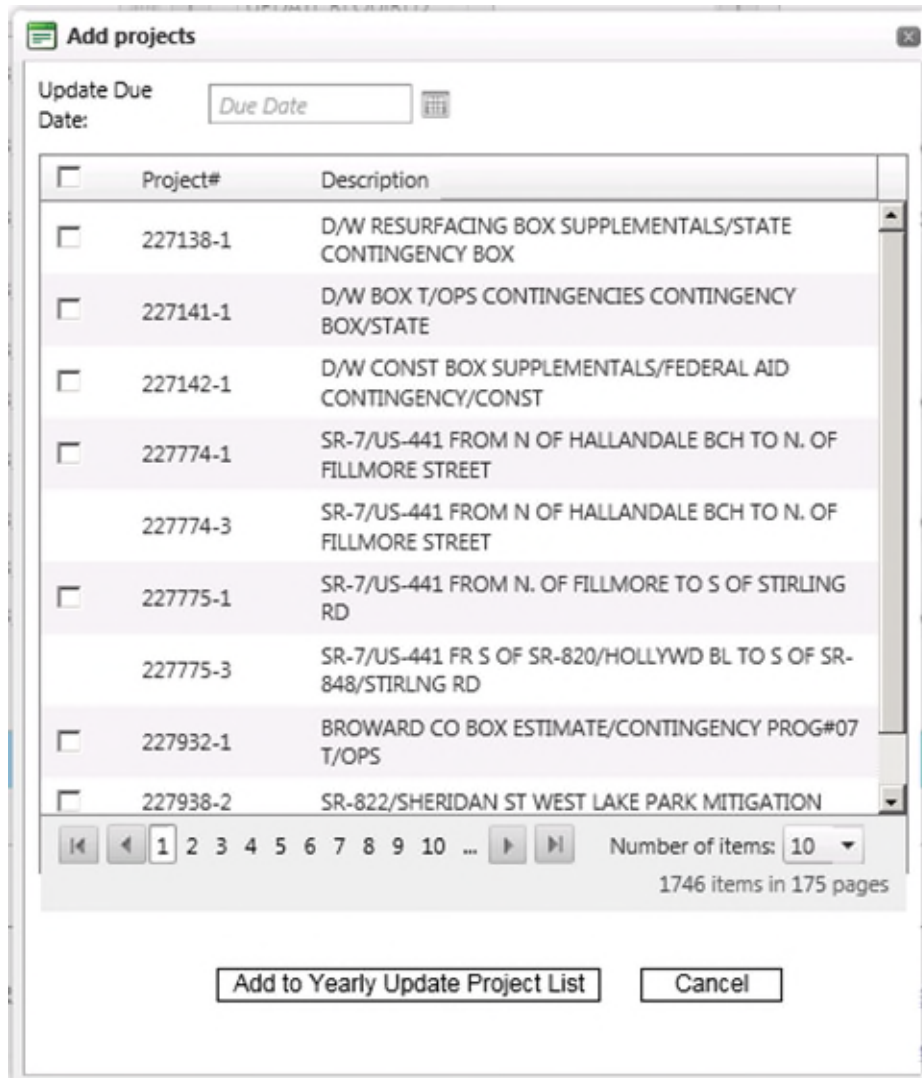 Add projects
Update Due
Date:
Due Date
Project# Description
227138-1 D/W RESURFACING BOX SUPPLEMENTALS/STATE
CONTINGENCY BOX
227141-1 D/W BOX T/OPS CONTINGENCIES CONTINGENCY
BOX/STATE
227142-1 D/W CONST BOX SUPPLEMENTALS/FEDERAL AID
CONTINGENCY/CONST
227774-1 SR-7/US-441 FROM N OF HALLANDALE BCH TO N. OF
FILLMORE STREET
227774-3 SR-7/US-441 FROM N OF HALLANDALE BCH TO N. OF
FILLMORE STREET
227775-1 SR-7/US-441 FROM N. OF FILLMORE TO S OF STIRLING
RD
227775-3 SR-7/US-441 FR S OF SR-820/HOLLYWD BL TO S OF SR-
848/STIRLNG RD
227932-1 BROWARD CO BOX ESTIMATE/CONTINGENCY PROG#07
T/OPS
227938-2 SR-822/SHERIDAN ST WEST LAKE PARK MITIGATION
1 2 3 4 5 6 7 8 9 10 ... Number of items: 10
1746 items in 175 pages
Add to Yearly Update Project List Cancel